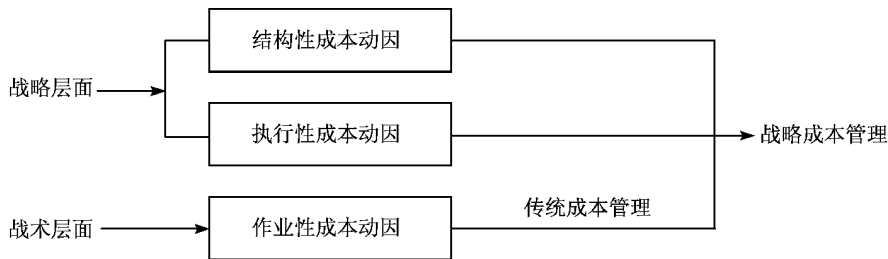 结构性成本动因
战略层面
执行性成本动因
战略成本管理
传统成本管理
战术层面
作业性成本动因